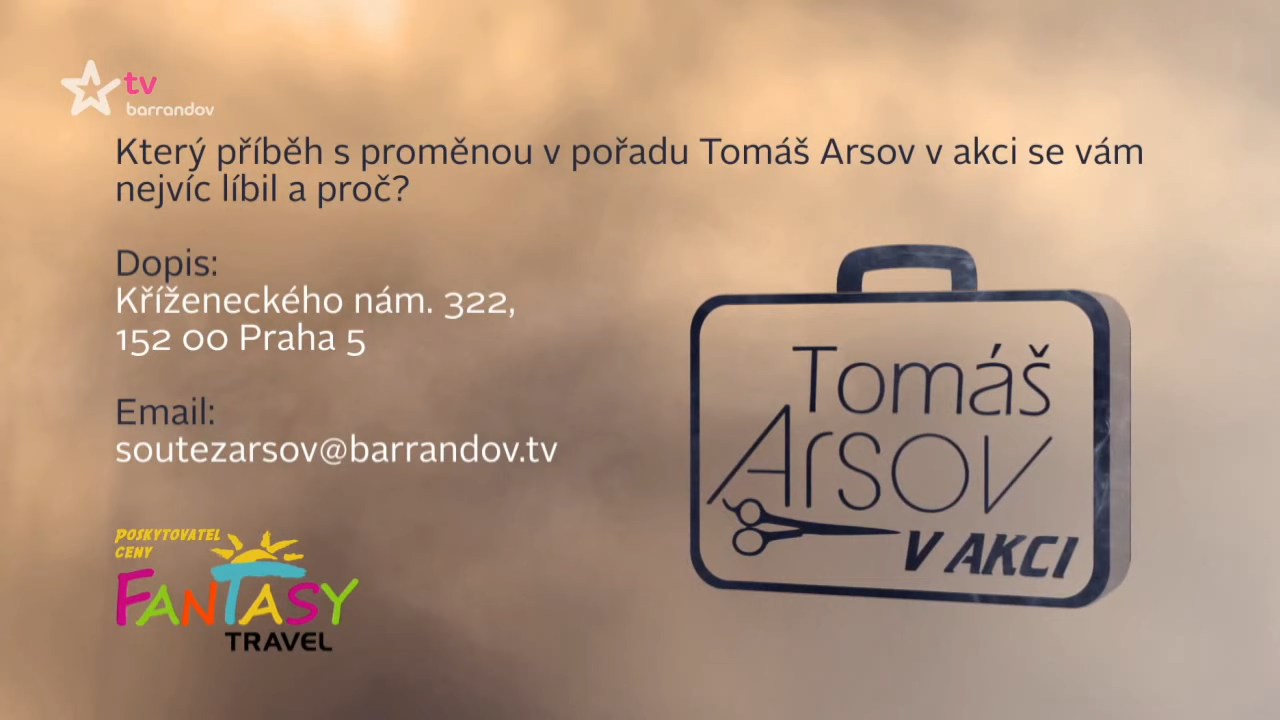 tv
barrandov
Který příběh s proměnou v pořadu Tomáš Arsov v akci se vám
nejvíc líbil a proč?
Dopis:
Kříženeckého nám. 322,
152 00 Praha 5
Email:
soutezarsov@barrandov.tv
POSKYTOVATEL
CENY
FANTASY
TRAVEL
Tomáš
Arsov
V AKCI